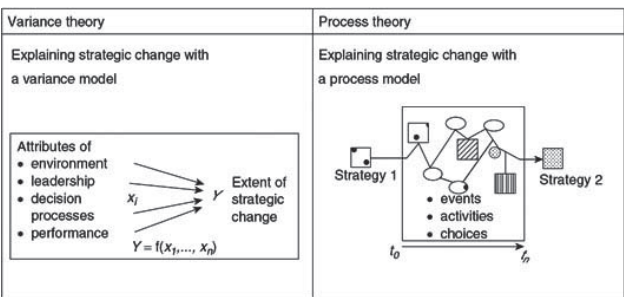 Variance theory
Process theory
Explaining strategic change with
a variance model
Explaining strategic change with
a process model
Attributes of
• environment
• leadership
• decision
processes
• performance
xᵢ
Y
Extent of
strategic
change
Y = f(x₁,..., xₙ)
Strategy 1
Strategy 2
• events
• activities
• choices
t₀
tₙ